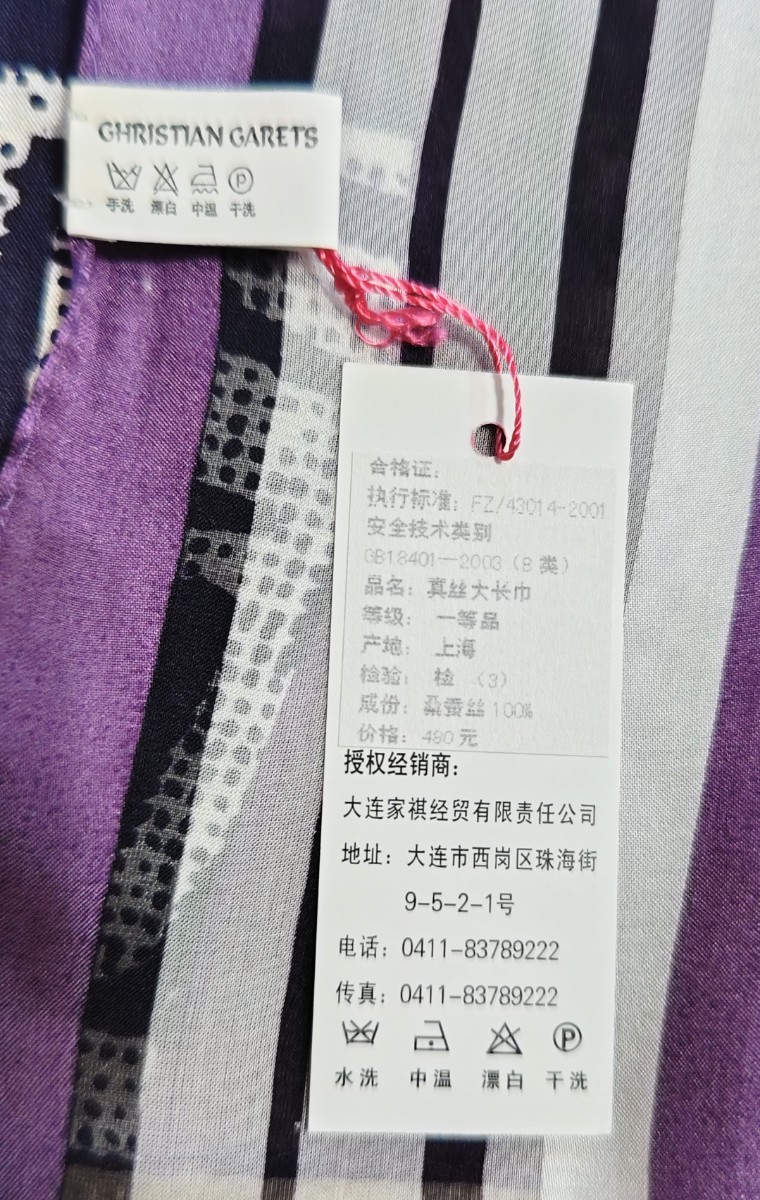 GHRISTIAN GARETS
P
手洗 漂白 中温 干洗
合格证:
执行标准: FZ/43014-2001
安全技术类别
GB18401—2003 (B 类)
品名: 真丝大长巾
等级: 一等品
产地: 上海
检验: 检 (3)
成份: 桑蚕丝100%
价格: 480元
授权经销商:
大连家祺经贸有限责任公司
地址: 大连市西岗区珠海街
9-5-2-1号
电话: 0411-83789222
传真: 0411-83789222
P
水洗 中温 漂白 干洗